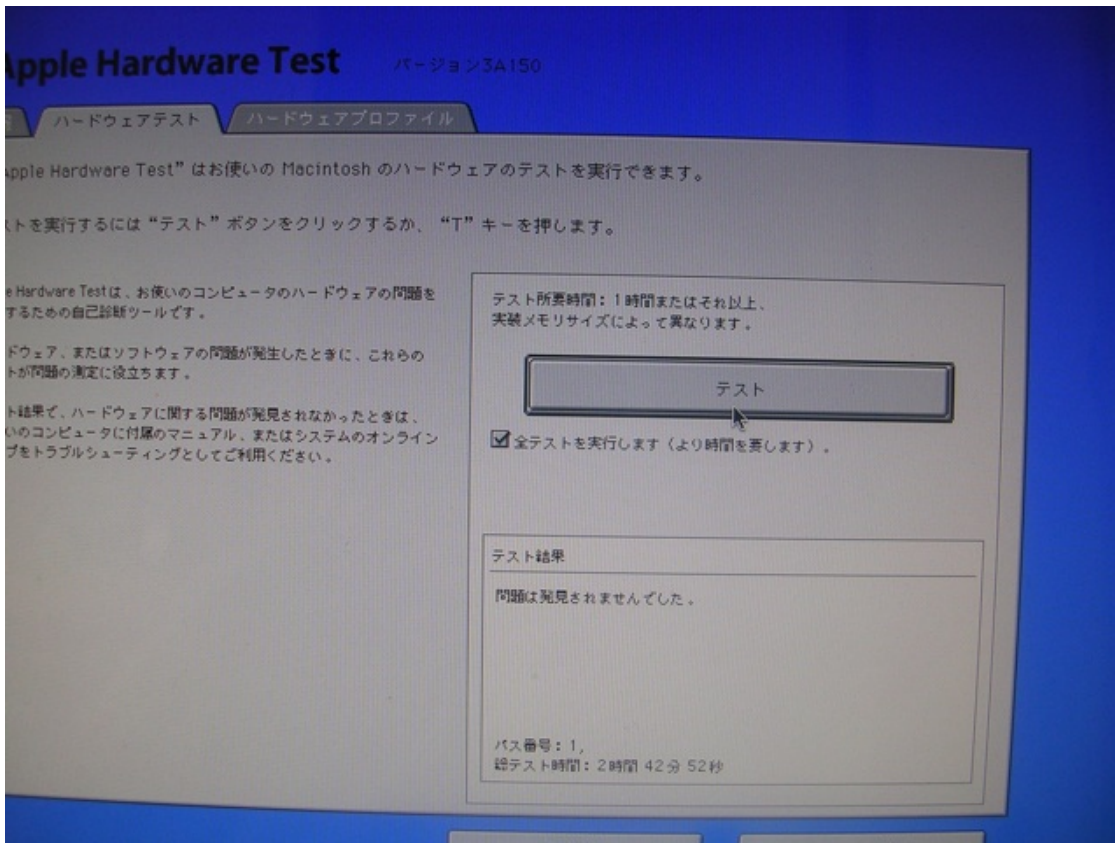 Apple Hardware Test バージョン3A150
ハードウェアテスト
ハードウェアプロファイル
Apple Hardware Test” はお使いの Macintosh のハードウェアのテストを実行できます。
ストを実行するには “テスト” ボタンをクリックするか、 “T” キーを押します。
e Hardware Testは、お使いのコンピュータのハードウェアの問題を
するための自己診断ツールです。
ドウェア、またはソフトウェアの問題が発生したときに、これらの
トが問題の測定に役立ちます。
ト結果で、ハードウェアに関する問題が発見されなかったときは、
いのコンピュータに付属のマニュアル、またはシステムのオンライン
プをトラブルシューティングとしてご利用ください。
テスト所要時間：1時間またはそれ以上、
実装メモリサイズによって異なります。
テスト
全テストを実行します（より時間を要します）。
テスト結果
問題は発見されませんでした。
パス番号：1,
総テスト時間：2時間 42分 52秒